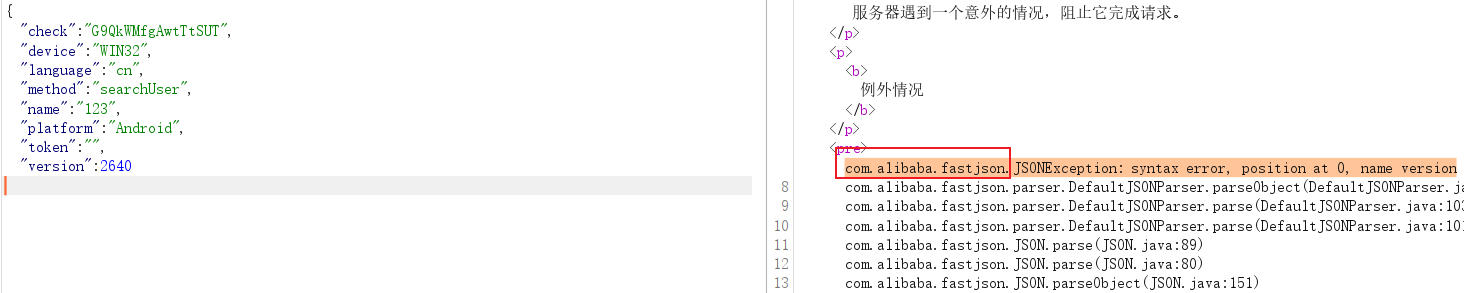 {
"check":"G9QkWMfgAwtTtSUT",
"device":"WIN32",
"language":"cn",
"method":"searchUser",
"name":"123",
"platform":"Android",
"token":"",
"version":2640
服务器遇到一个意外的情况，阻止它完成请求。
</p>
<p>
<b>
例外情况
</b>
</p>
<pre>
com.alibaba.fastjson.JSONException: syntax error, position at 0, name version
8 com.alibaba.fastjson.parser.DefaultJSONParser.parseObject(DefaultJSONParser.ja
9 com.alibaba.fastjson.parser.DefaultJSONParser.parse(DefaultJSONParser.java:103
10 com.alibaba.fastjson.parser.DefaultJSONParser.parse(DefaultJSONParser.java:101
11 com.alibaba.fastjson.JSON.parse(JSON.java:89)
12 com.alibaba.fastjson.JSON.parse(JSON.java:80)
13 com.alibaba.fastjson.JSON.parseObject(JSON.java:151)